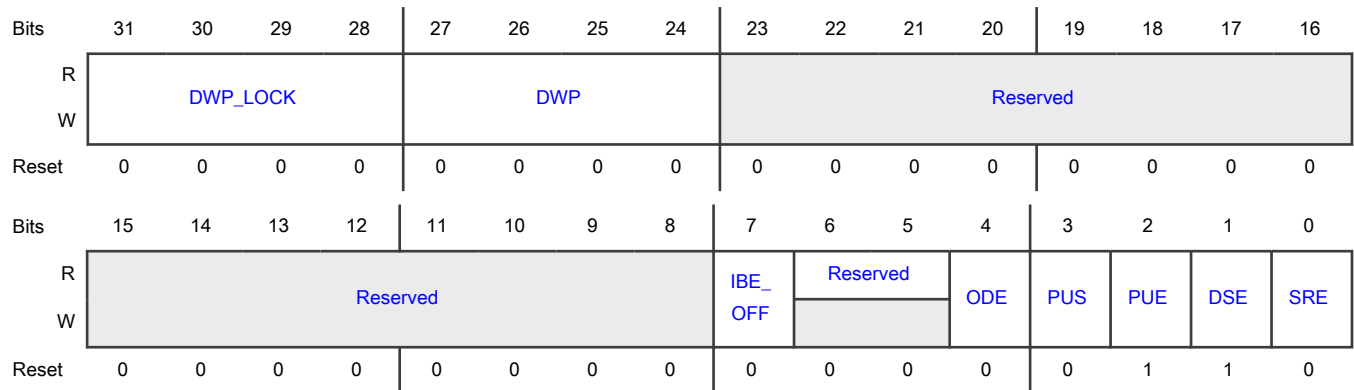 Bits 31 30 29 28 27 26 25 24 23 22 21 20 19 18 17 16
R
DWP_LOCK DWP Reserved
W
Reset 0 0 0 0 0 0 0 0 0 0 0 0 0 0 0 0
Bits 15 14 13 12 11 10 9 8 7 6 5 4 3 2 1 0
R Reserved
Reserved IBE_ ODE PUS PUE DSE SRE
OFF
W
Reset 0 0 0 0 0 0 0 0 0 0 0 0 0 1 1 0